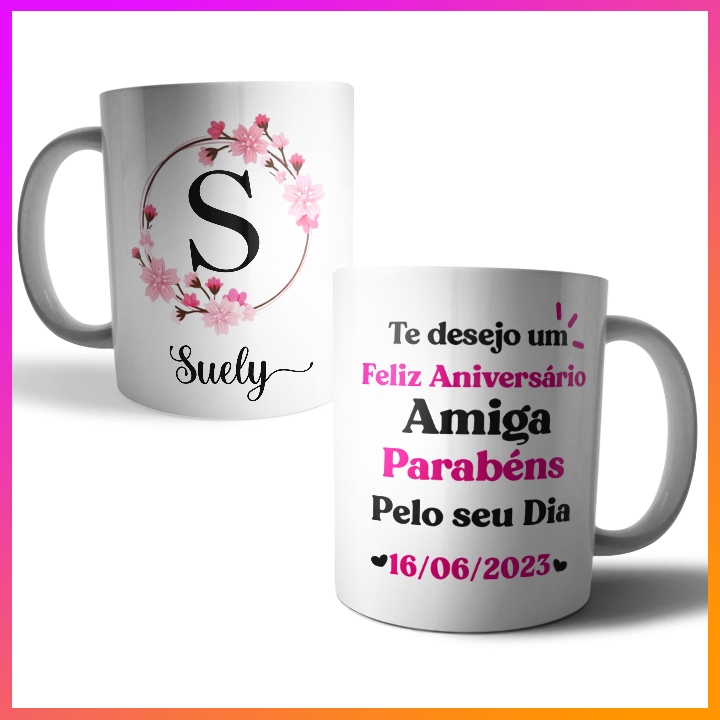 S
Suely
Te desejo um
Feliz Aniversário
Amiga
Parabéns
Pelo seu Dia
16/06/2023